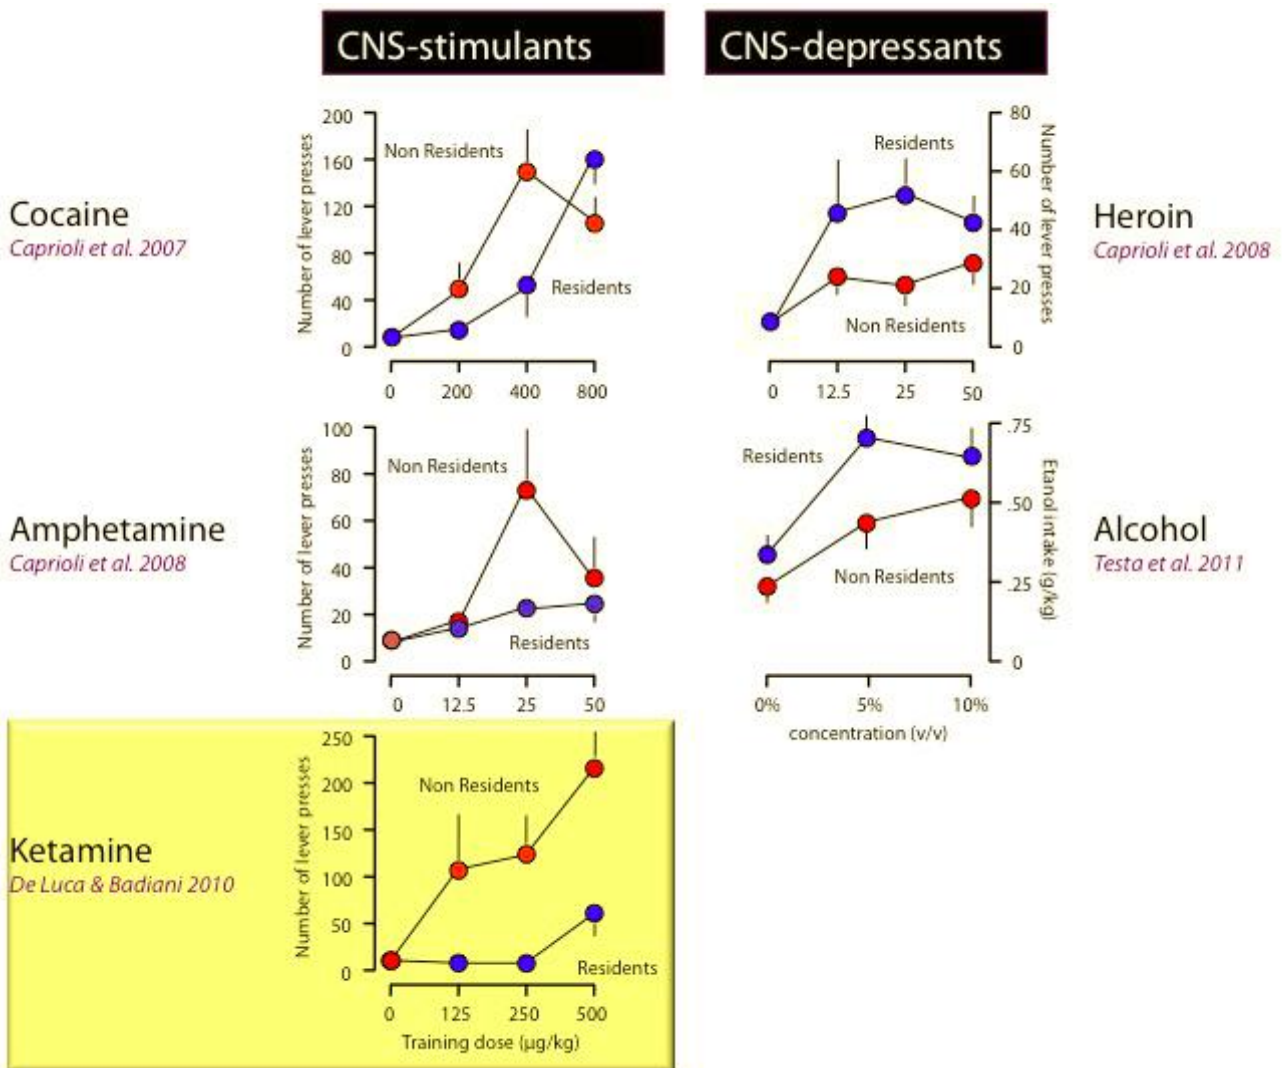 CNS-stimulants
CNS-depressants
Cocaine
Caprioli et al. 2007
Number of lever presses
200
160
120
80
40
0
Non Residents
Residents
0 200 400 800
80
60
40
20
0
Number of lever presses
Residents
Non Residents
0 12.5 25 50
Heroin
Caprioli et al. 2008
Amphetamine
Caprioli et al. 2008
Number of lever presses
100
80
60
40
20
0
Non Residents
Residents
0 12.5 25 50
.75
.50
.25
0
Etanol intake (g/kg)
Residents
Non Residents
0% 5% 10%
concentration (v/v)
Alcohol
Testa et al. 2011
Ketamine
De Luca & Badiani 2010
Number of lever presses
250
200
150
100
50
0
Non Residents
Residents
0 125 250 500
Training dose (µg/kg)